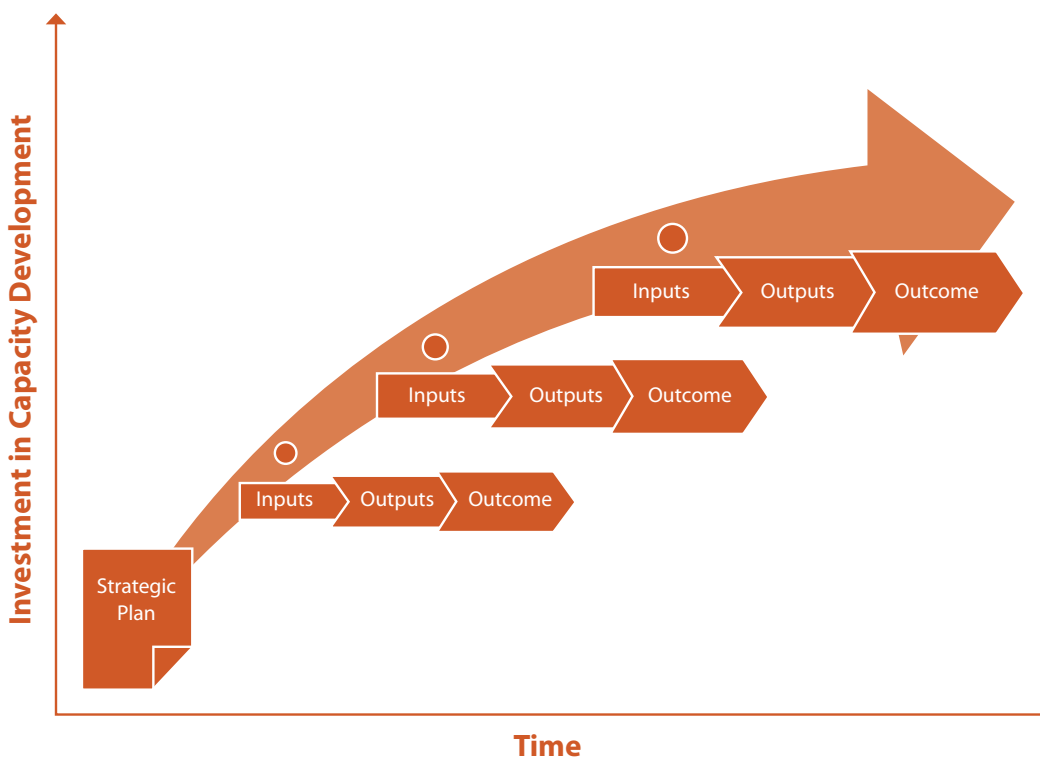 Investment in Capacity Development
Inputs
Outputs
Outcome
Inputs
Outputs
Outcome
Inputs
Outputs
Outcome
Strategic
Plan
Time